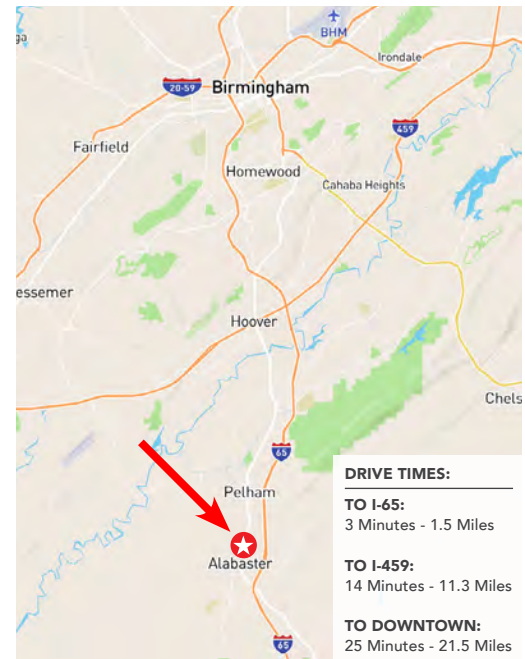 ga
BHM
Irondale
20-59
Birmingham
459
Fairfield
Homewood
Cahaba Heights
essemer
Hoover
Chels
65
Pelham
Alabaster
65
DRIVE TIMES:
TO I-65:
3 Minutes - 1.5 Miles
TO I-459:
14 Minutes - 11.3 Miles
TO DOWNTOWN:
25 Minutes - 21.5 Miles